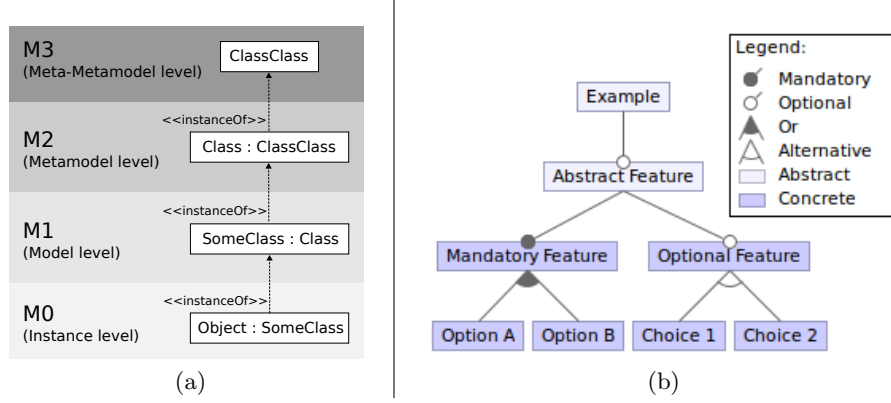 M3
(Meta-Metamodel level)
ClassClass
<<instanceOf>>
M2
(Metamodel level)
Class : ClassClass
<<instanceOf>>
M1
(Model level)
SomeClass : Class
<<instanceOf>>
M0
(Instance level)
Object : SomeClass
(a)
Legend:
Mandatory
Optional
Or
Alternative
Abstract
Concrete
Example
Abstract Feature
Mandatory Feature
Optional Feature
Option A
Option B
Choice 1
Choice 2
(b)